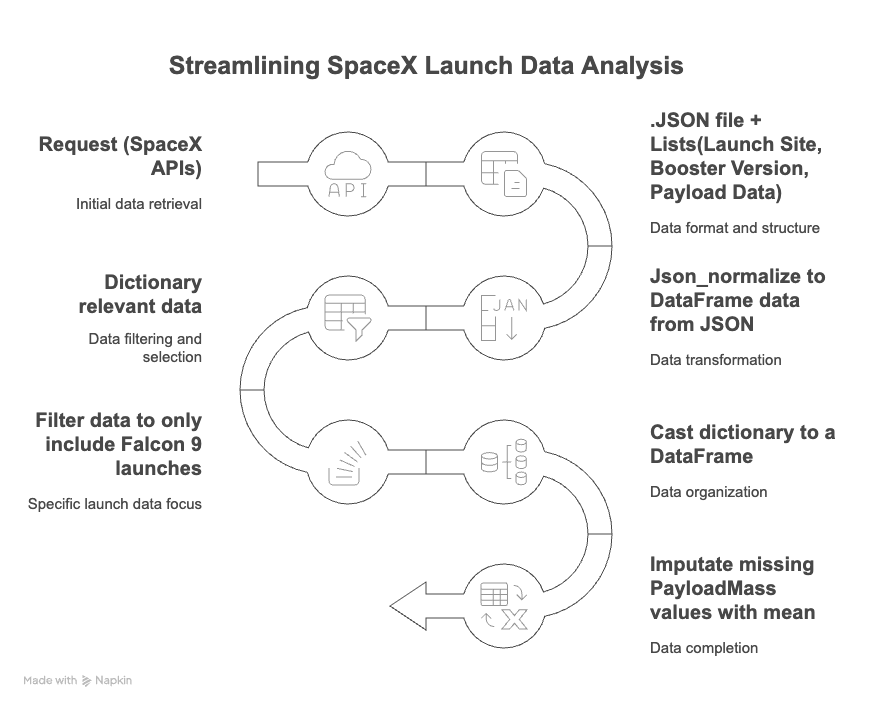 Streamlining SpaceX Launch Data Analysis
Request (SpaceX
APIs)
Initial data retrieval
API
.JSON file +
Lists(Launch Site,
Booster Version,
Payload Data)
Data format and structure
Json_normalize to
DataFrame data
from JSON
Data transformation
JAN
Dictionary
relevant data
Data filtering and
selection
Filter data to only
include Falcon 9
launches
Specific launch data focus
Cast dictionary to a
DataFrame
Data organization
Imputate missing
PayloadMass
values with mean
Data completion
X
Made with Napkin